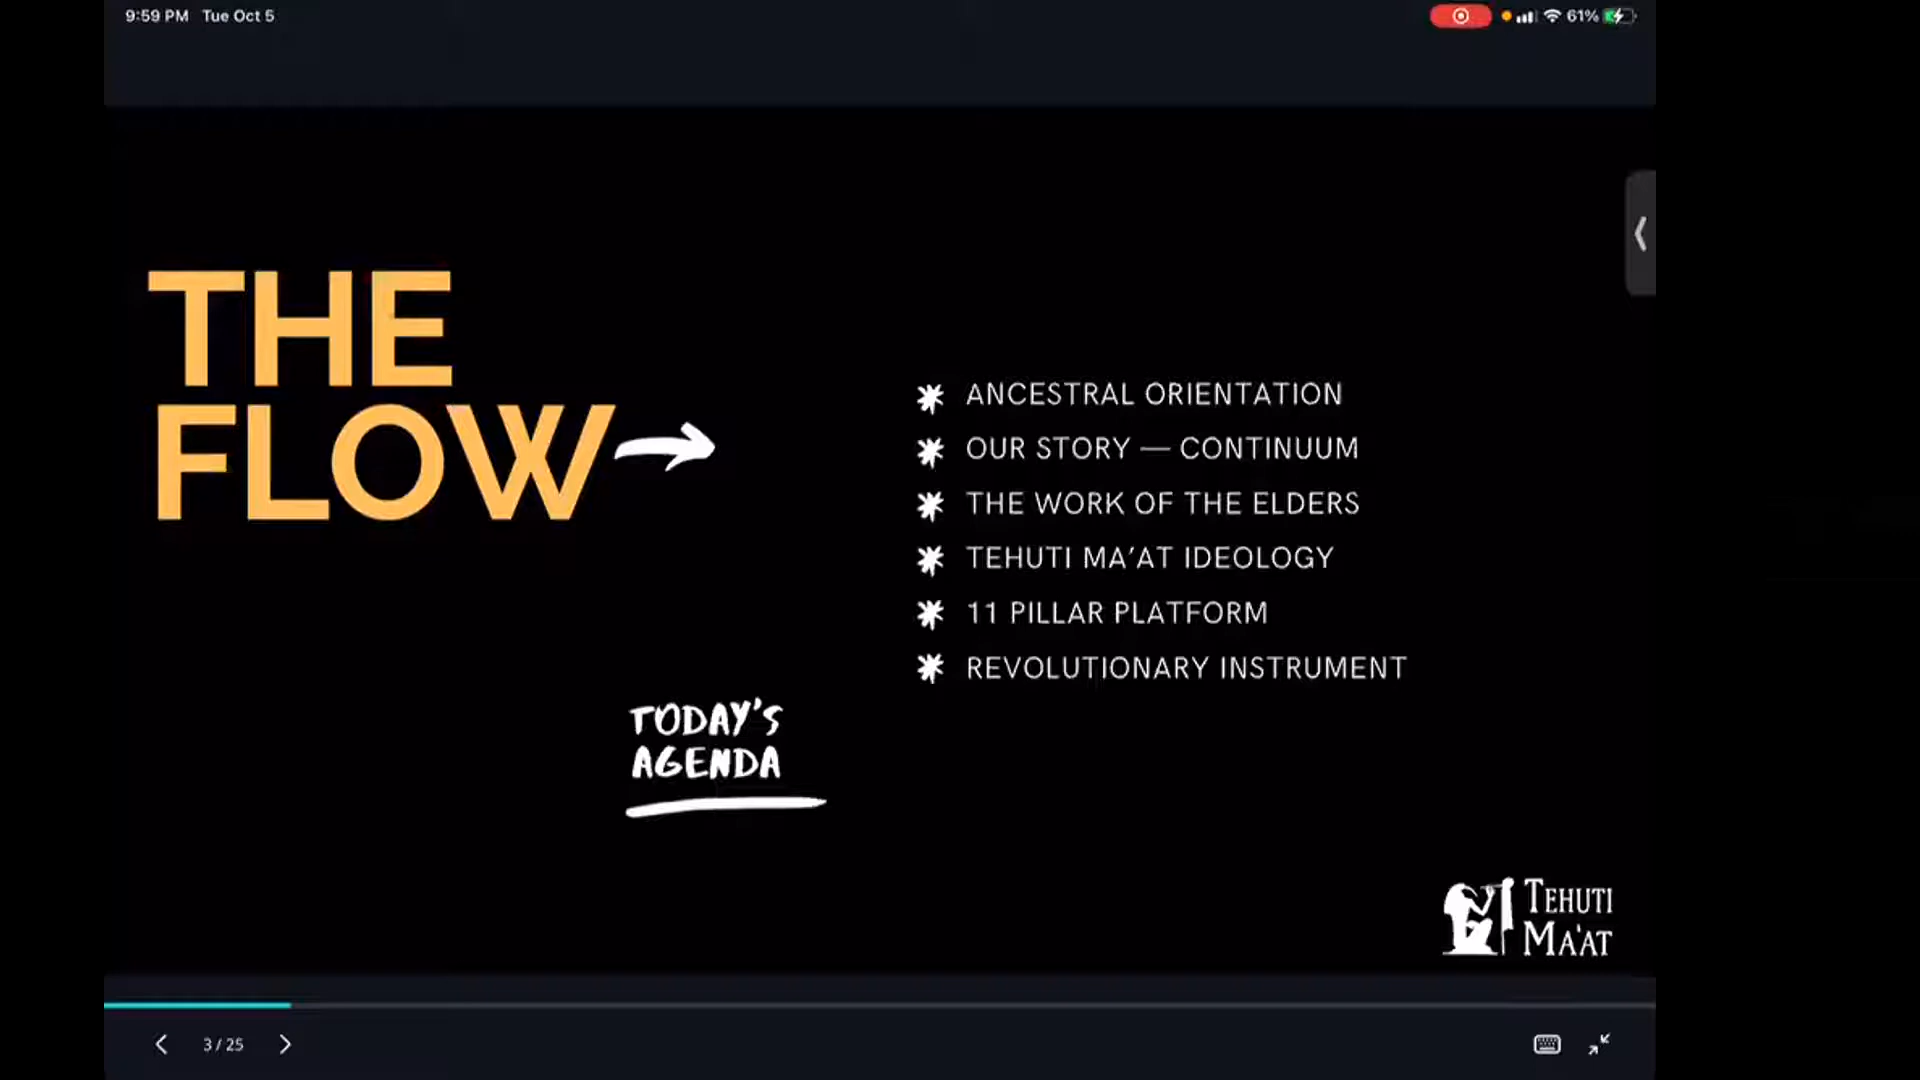 9:59 PM Tue Oct 5
61%
THE
FLOW
ANCESTRAL ORIENTATION
OUR STORY — CONTINUUM
THE WORK OF THE ELDERS
TEHUTI MA'AT IDEOLOGY
11 PILLAR PLATFORM
REVOLUTIONARY INSTRUMENT
TODAY'S
AGENDA
TEHUTI
MA'AT
3 / 25